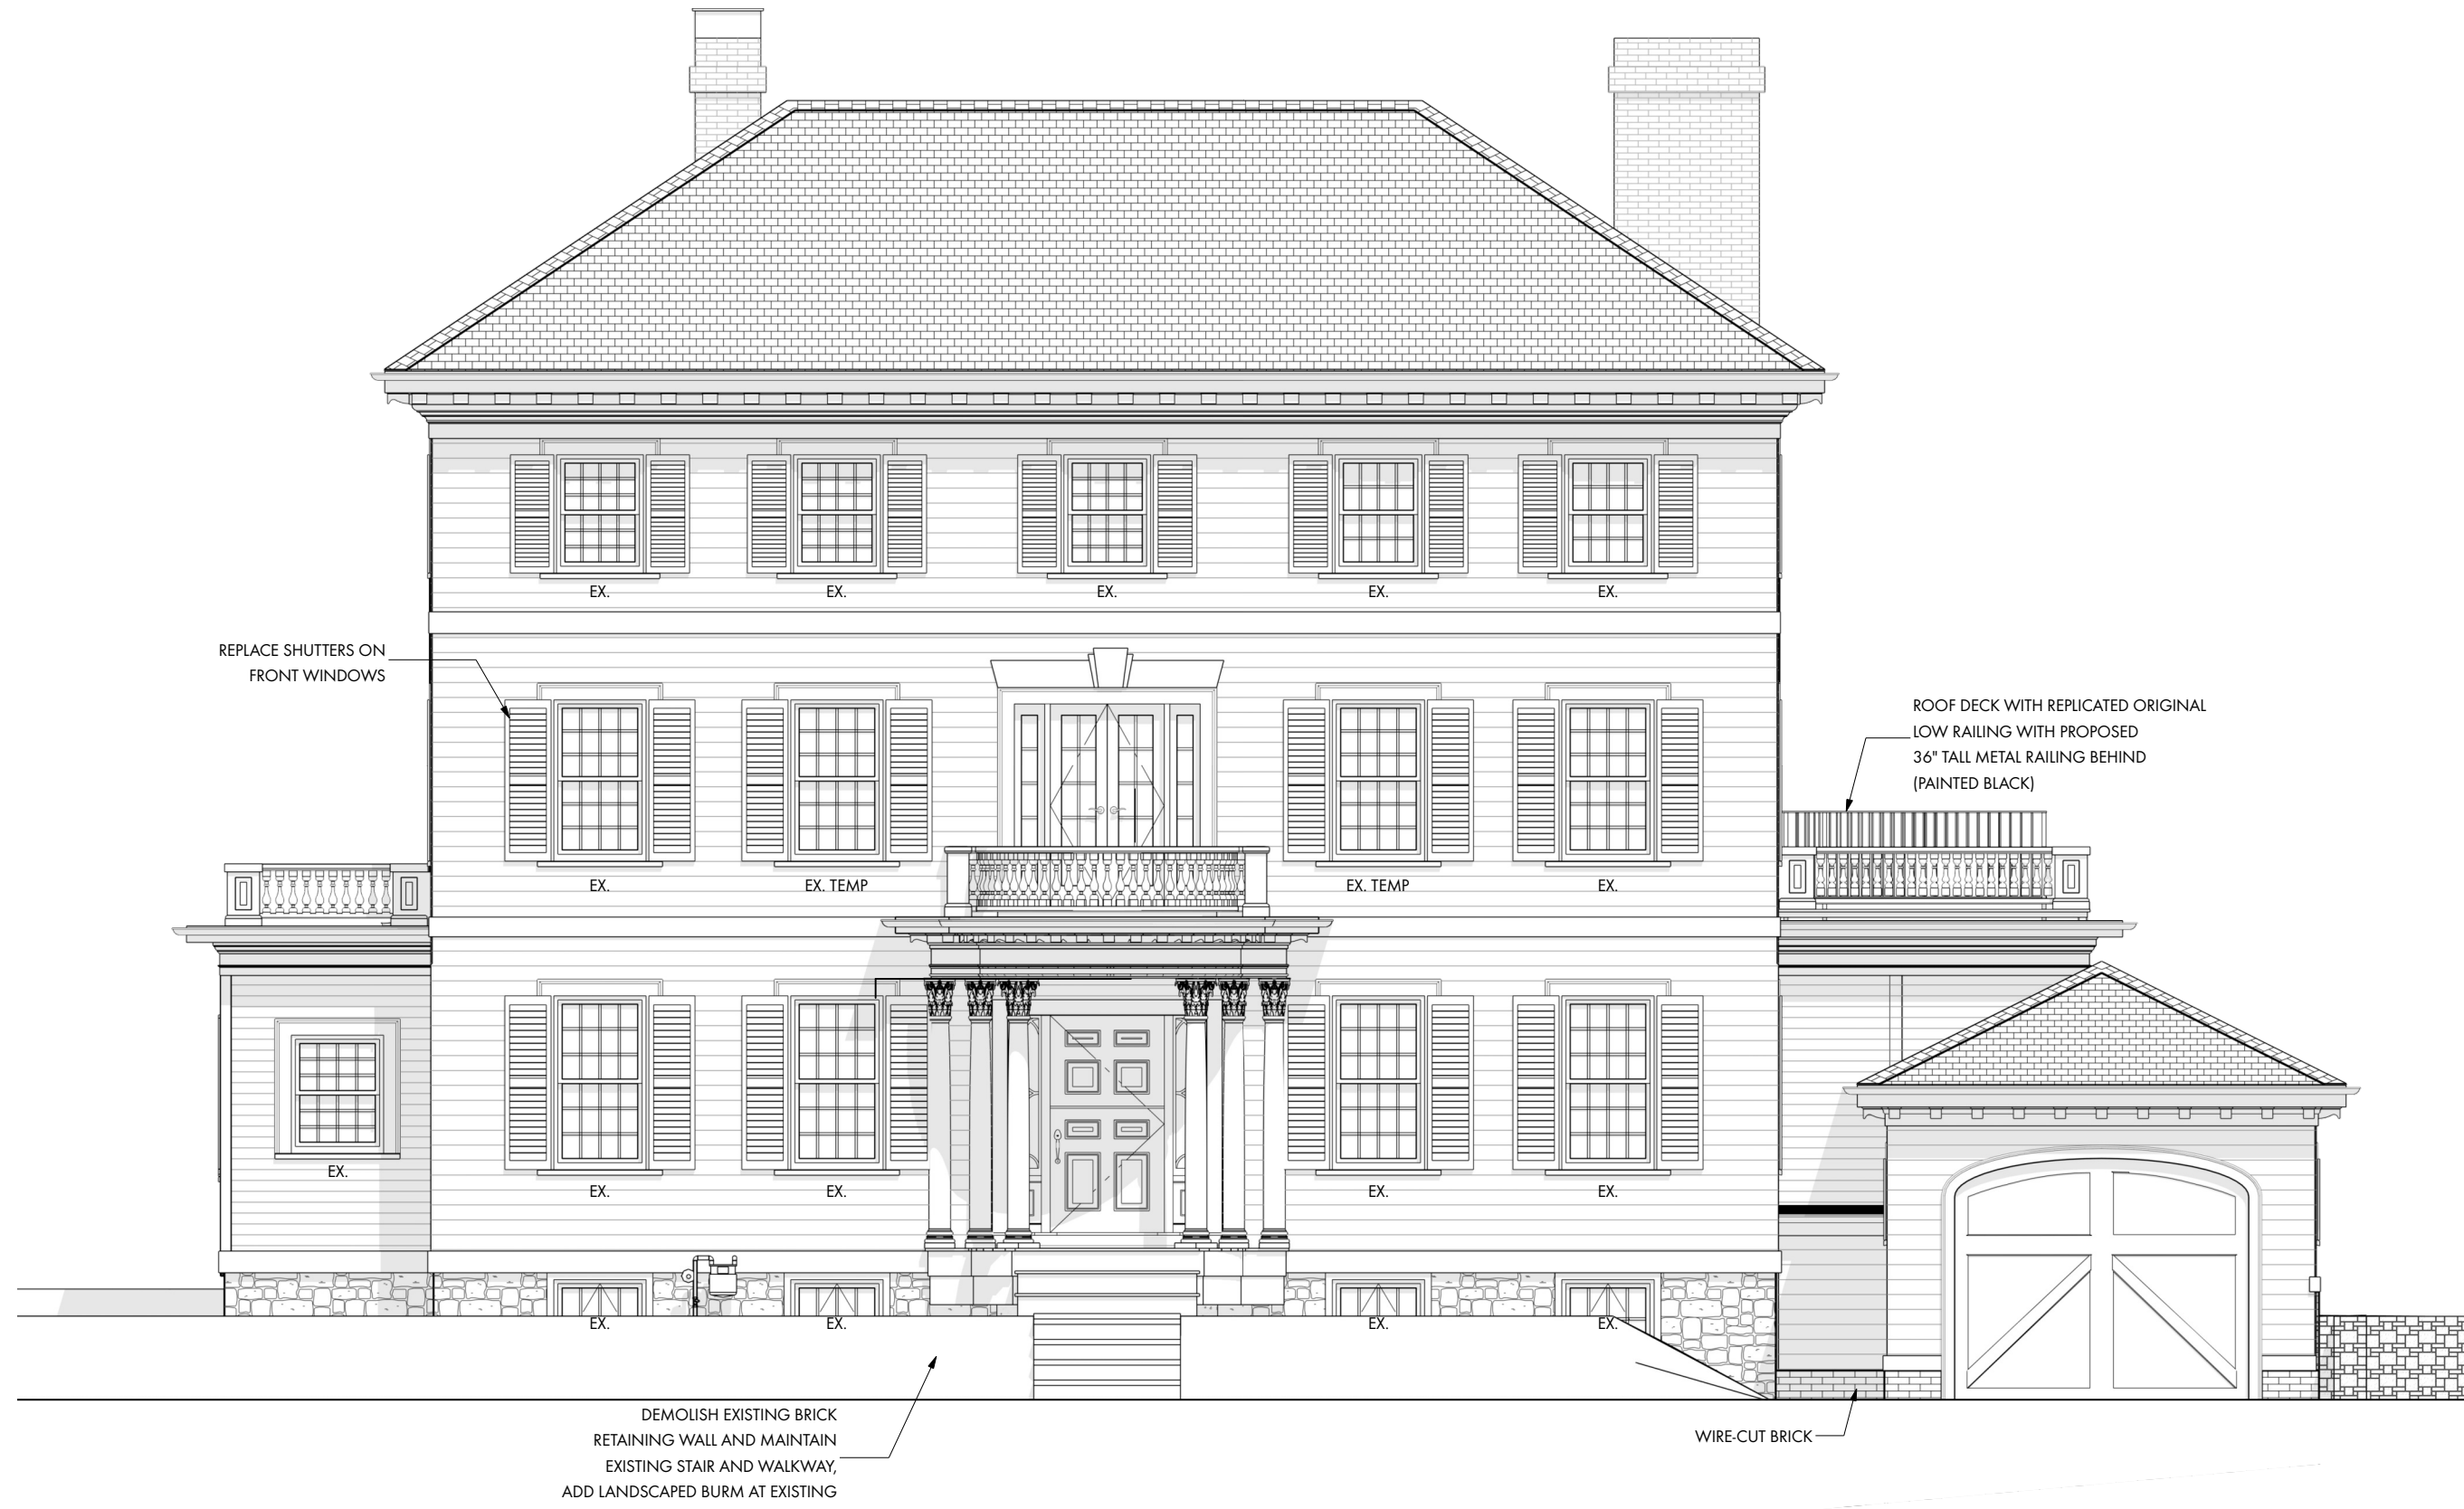 EX.
EX.
EX.
EX.
EX.
REPLACE SHUTTERS ON
FRONT WINDOWS
ROOF DECK WITH REPLICATED ORIGINAL
LOW RAILING WITH PROPOSED
36" TALL METAL RAILING BEHIND
(PAINTED BLACK)
EX.
EX. TEMP
EX. TEMP
EX.
EX.
EX.
EX.
EX.
EX.
EX.
EX.
EX.
EX.
DEMOLISH EXISTING BRICK
RETAINING WALL AND MAINTAIN
EXISTING STAIR AND WALKWAY,
ADD LANDSCAPED BURM AT EXISTING
WIRE-CUT BRICK